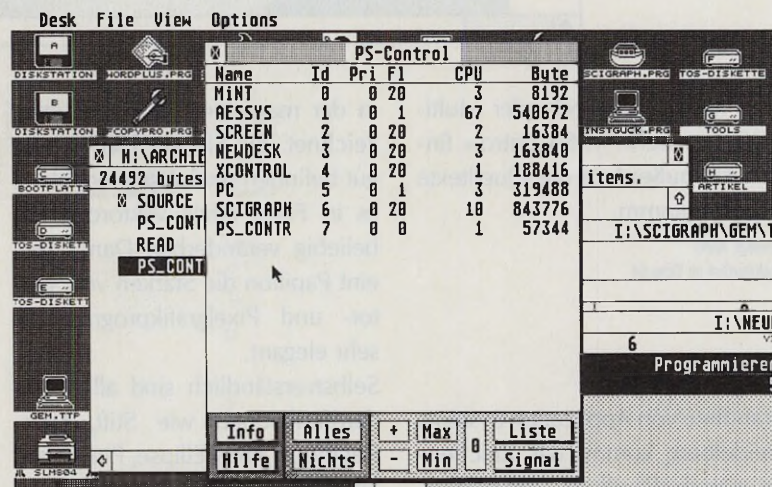 Desk File View Options
PS-Control
DISKSTATION WORDPLUS.PRG
SCIGRAPH.PRG TOS-DISKETTE
Name Id Pri Fl CPU Byte
MiNT 0 0 20 3 8192
AESSYS 1 0 1 67 540672
SCREEN 2 0 20 2 16384
NEWDESK 3 0 20 3 163840
XCONTROL 4 0 20 11 188416
PC 5 0 1 3 319488
SCIGRAPH 6 0 20 10 843776
PS_CONTR 7 0 0 1 57344
DISKSTATION FCOPYPRO.PRG
INSTGUCK.PRG TOOLS
H:\ARCHIE
24492 bytes
items.
BOOTPLATTE
ARTIKEL
SOURCE
PS_CONT
READ
PS_CONT
I:\SCIGRAPH\GEM\T
TOS-DISKETT
TOS-DISKETT
I:\NEU
6
Programmieren
GEM.TTP
SLM804
Info Alles + Max 0 Liste
Hilfe Nichts - Min Signal